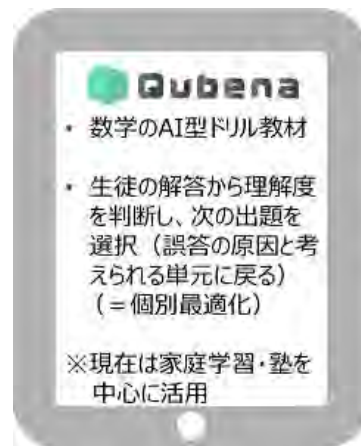 Qubena
・ 数学のAI型ドリル教材
・ 生徒の解答から理解度
を判断し、次の出題を
選択（誤答の原因と考
えられる単元に戻る）
（＝個別最適化）
※現在は家庭学習・塾を
中心に活用